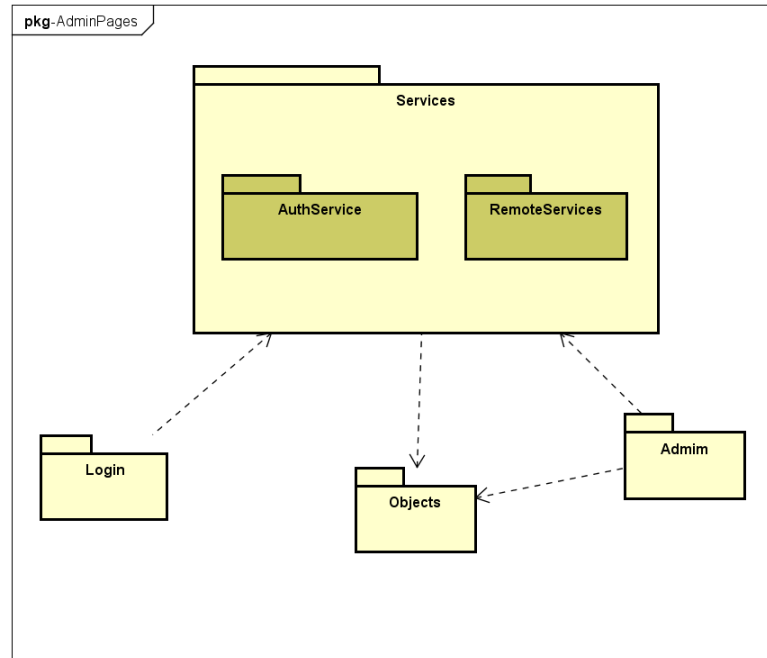 pkg-AdminPages
Services
AuthService
RemoteServices
Login
Objects
Admim